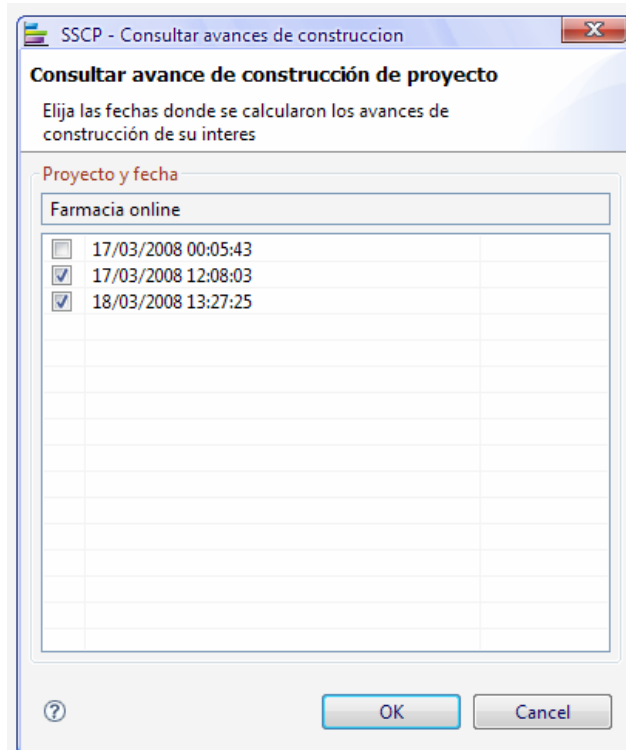 SSCP - Consultar avances de construccion
Consultar avance de construcción de proyecto
Elija las fechas donde se calcularon los avances de
construcción de su interes
Proyecto y fecha
Farmacia online
17/03/2008 00:05:43
17/03/2008 12:08:03
18/03/2008 13:27:25
OK Cancel